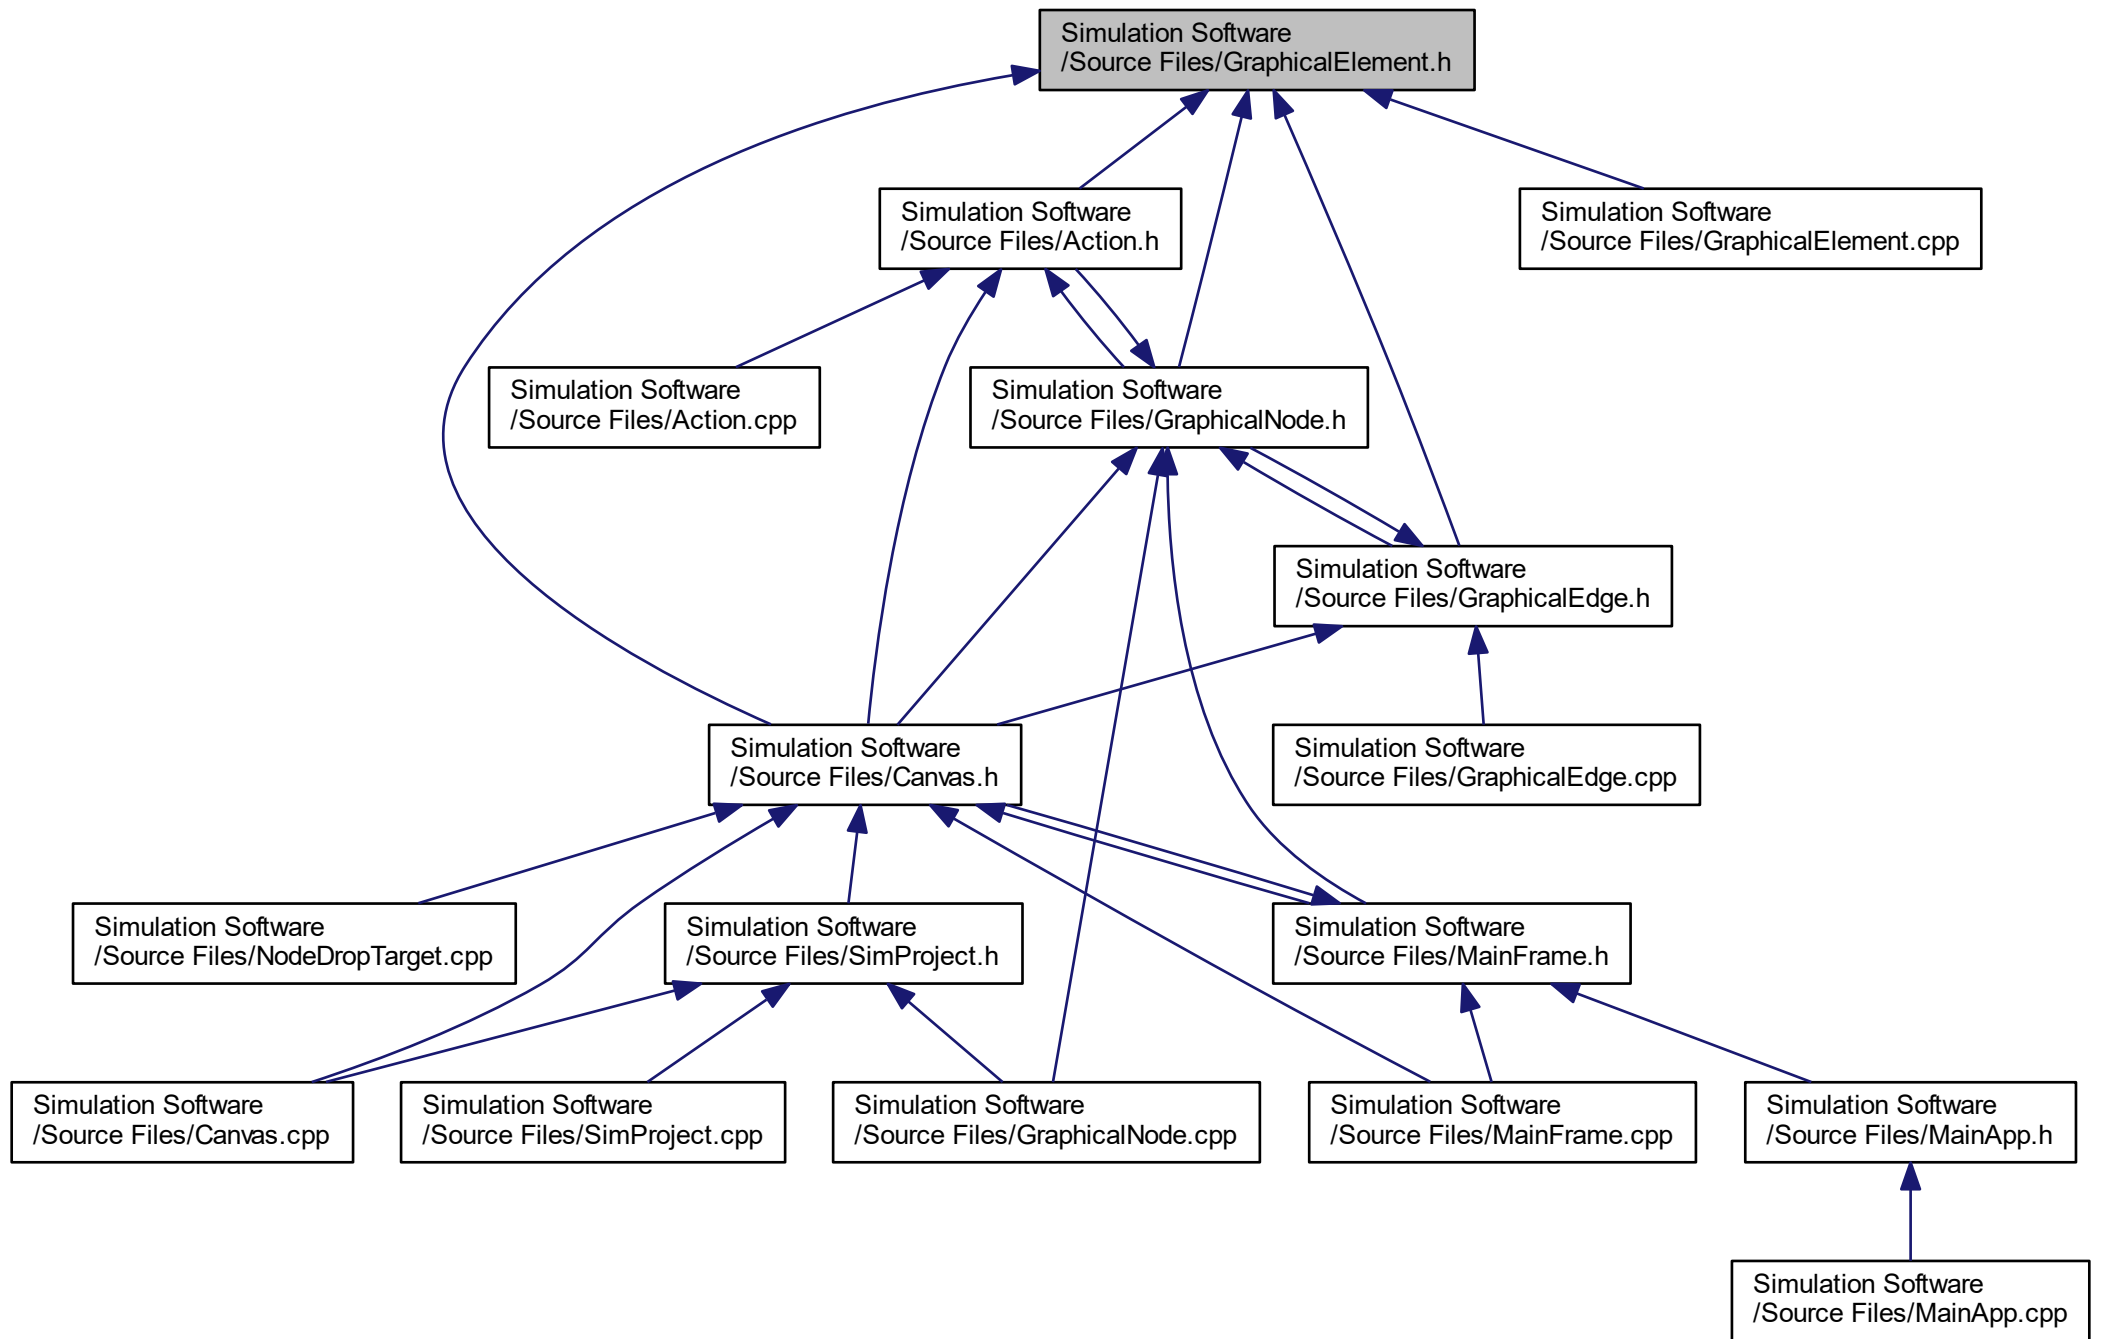 Simulation Software
/Source Files/GraphicalElement.h
Simulation Software
/Source Files/Action.h
Simulation Software
/Source Files/GraphicalElement.cpp
Simulation Software
/Source Files/Action.cpp
Simulation Software
/Source Files/GraphicalNode.h
Simulation Software
/Source Files/GraphicalEdge.h
Simulation Software
/Source Files/Canvas.h
Simulation Software
/Source Files/GraphicalEdge.cpp
Simulation Software
/Source Files/NodeDropTarget.cpp
Simulation Software
/Source Files/SimProject.h
Simulation Software
/Source Files/MainFrame.h
Simulation Software
/Source Files/Canvas.cpp
Simulation Software
/Source Files/SimProject.cpp
Simulation Software
/Source Files/GraphicalNode.cpp
Simulation Software
/Source Files/MainFrame.cpp
Simulation Software
/Source Files/MainApp.h
Simulation Software
/Source Files/MainApp.cpp